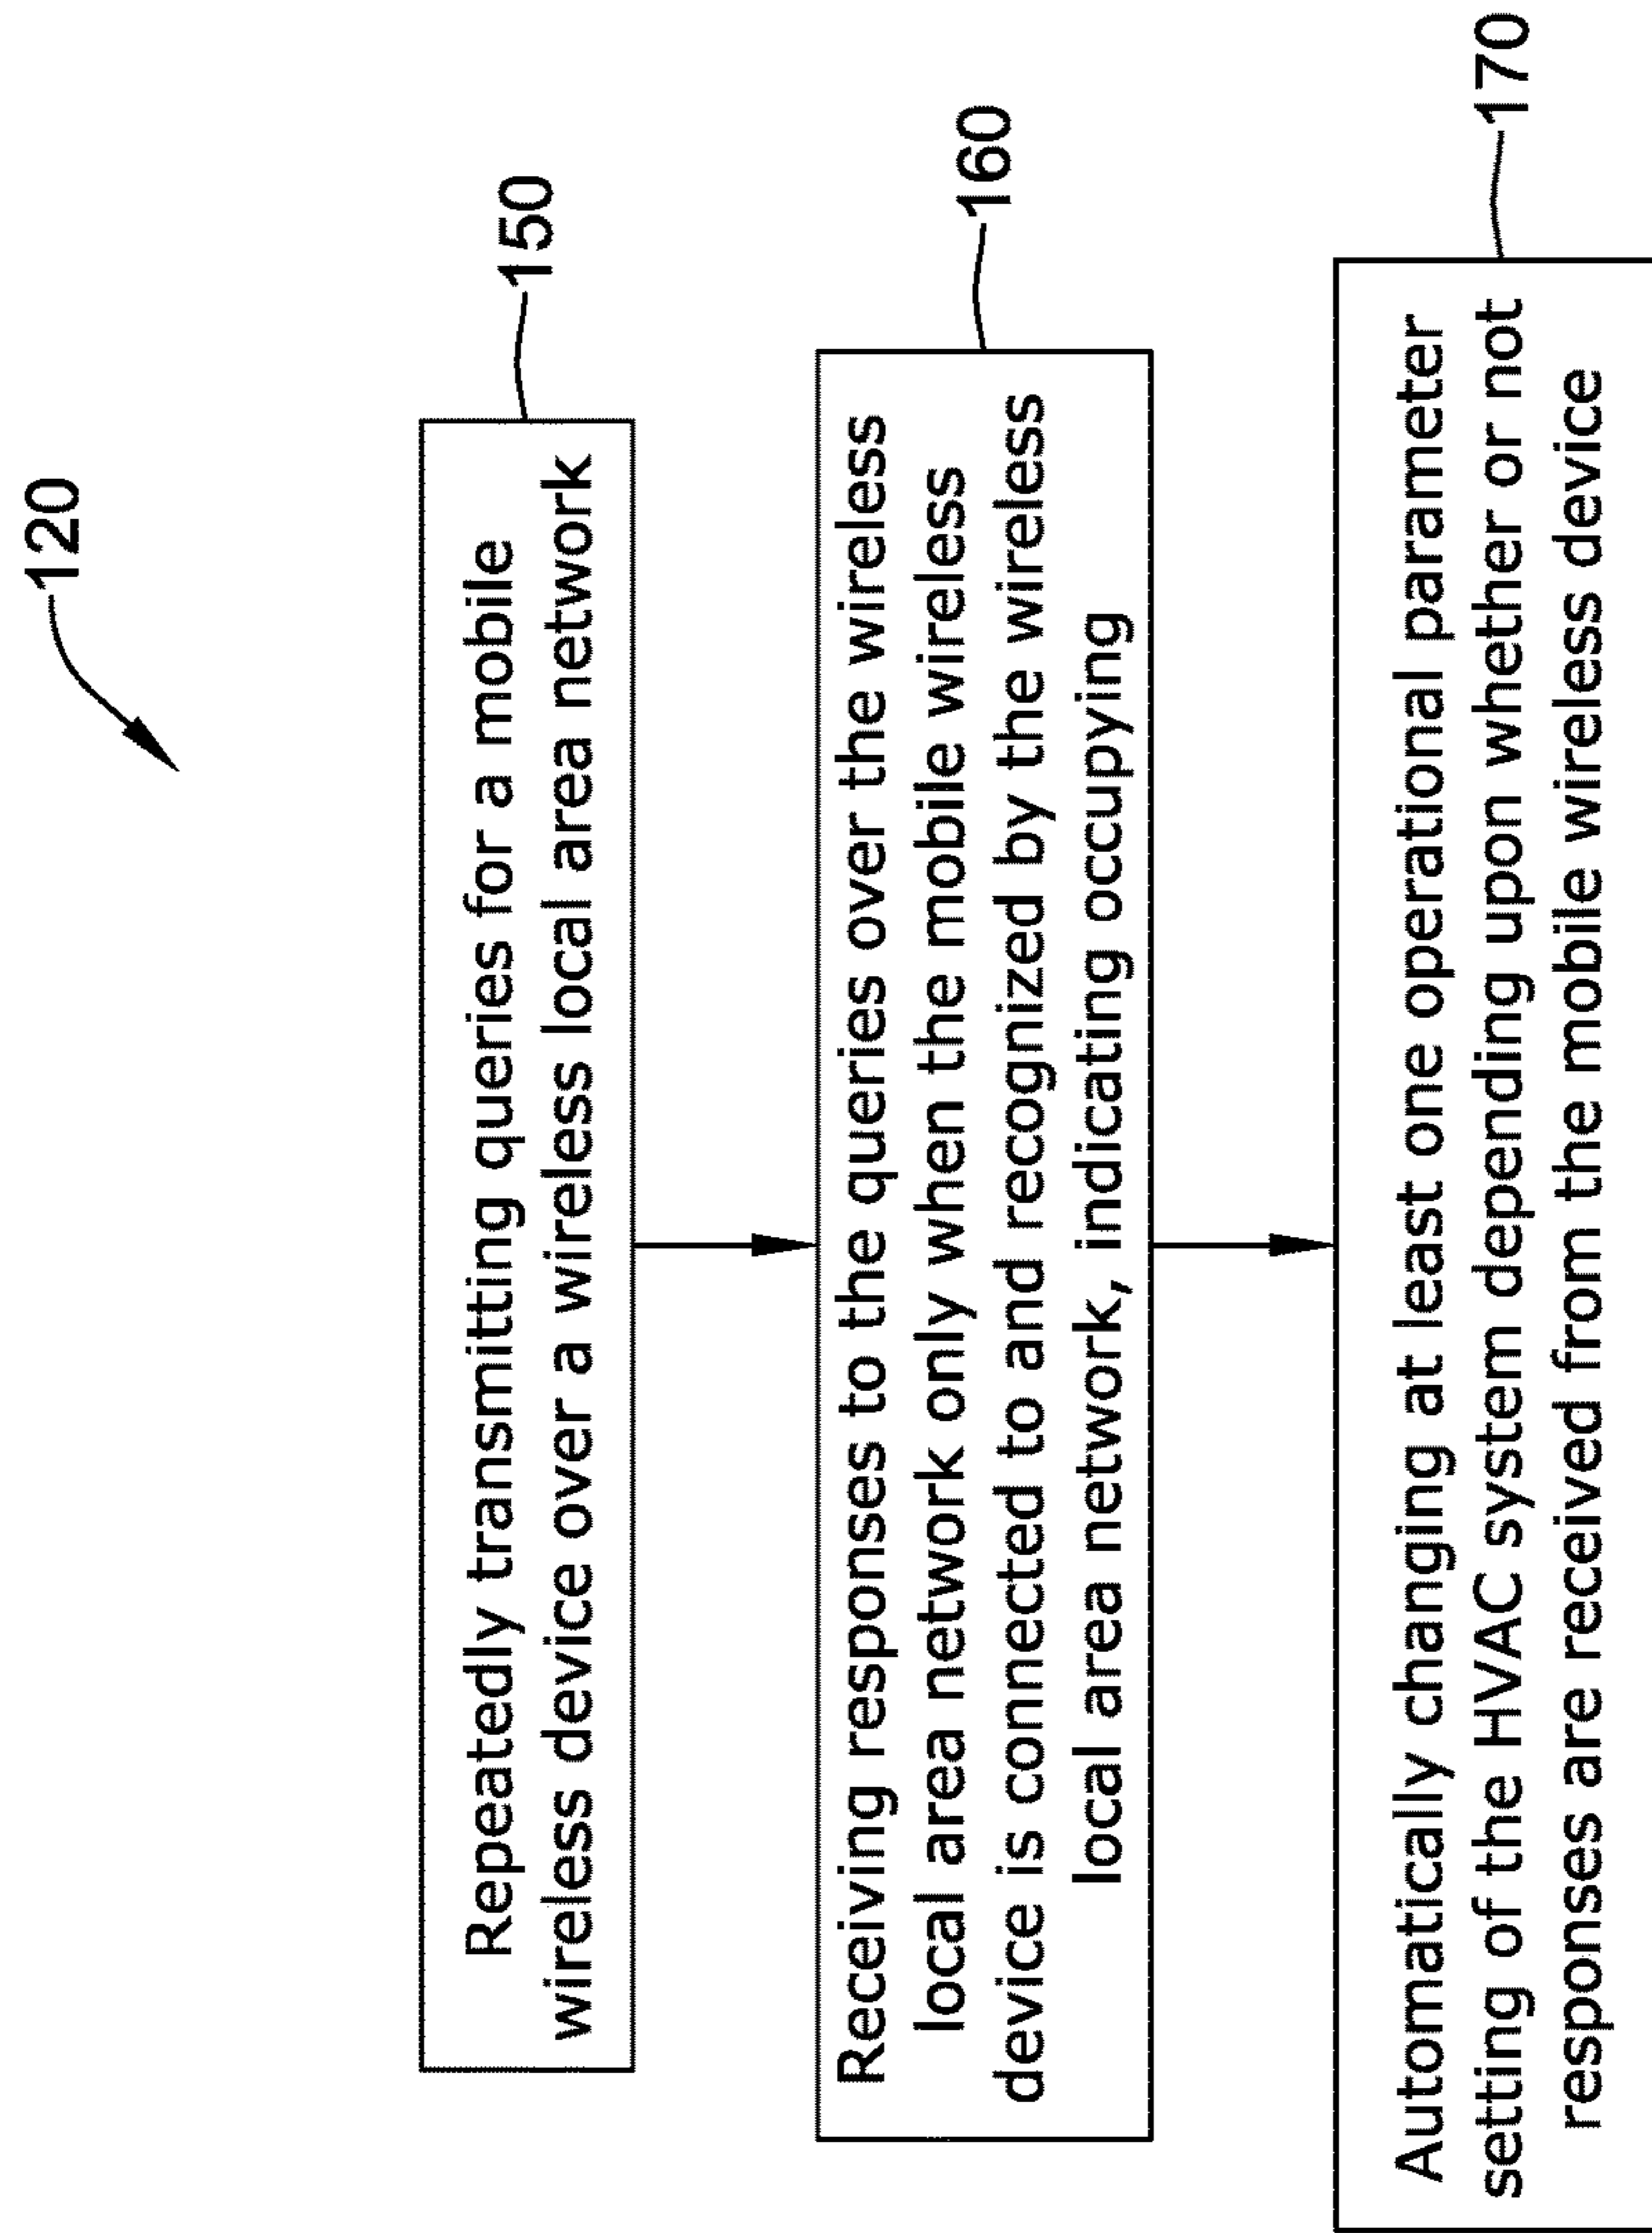 120
150
Repeatedly transmitting queries for a mobile
wireless device over a wireless local area network
160
Receiving responses to the queries over the wireless
local area network only when the mobile wireless
device is connected to and recognized by the wireless
local area network, indicating occupying
170
Automatically changing at least one operational parameter
setting of the HVAC system depending upon whether or not
responses are received from the mobile wireless device